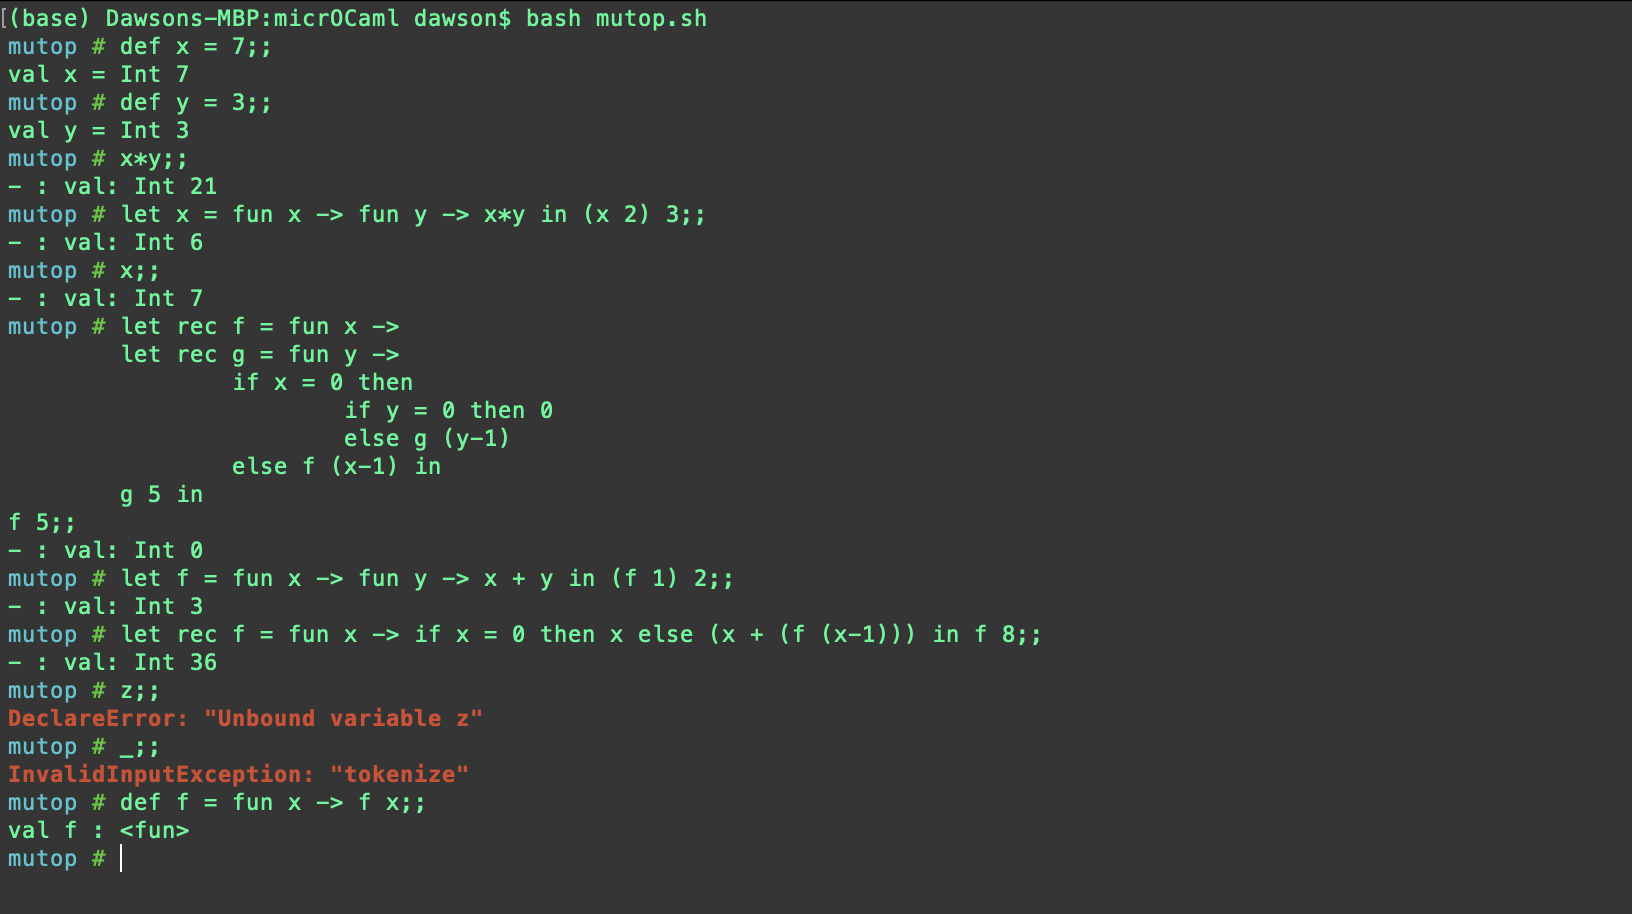 [(base) Dawsons-MBP:micrOCaml dawson$ bash mutop.sh
mutop # def x = 7;;
val x = Int 7
mutop # def y = 3;;
val y = Int 3
mutop # x*y;;
- : val: Int 21
mutop # let x = fun x -> fun y -> x*y in (x 2) 3;;
- : val: Int 6
mutop # x;;
- : val: Int 7
mutop # let rec f = fun x ->
        let rec g = fun y ->
                if x = 0 then
                        if y = 0 then 0
                        else g (y-1)
                else f (x-1) in
        g 5 in
f 5;;
- : val: Int 0
mutop # let f = fun x -> fun y -> x + y in (f 1) 2;;
- : val: Int 3
mutop # let rec f = fun x -> if x = 0 then x else (x + (f (x-1))) in f 8;;
- : val: Int 36
mutop # z;;
DeclareError: "Unbound variable z"
mutop # _;;
InvalidInputException: "tokenize"
mutop # def f = fun x -> f x;;
val f : <fun>
mutop #